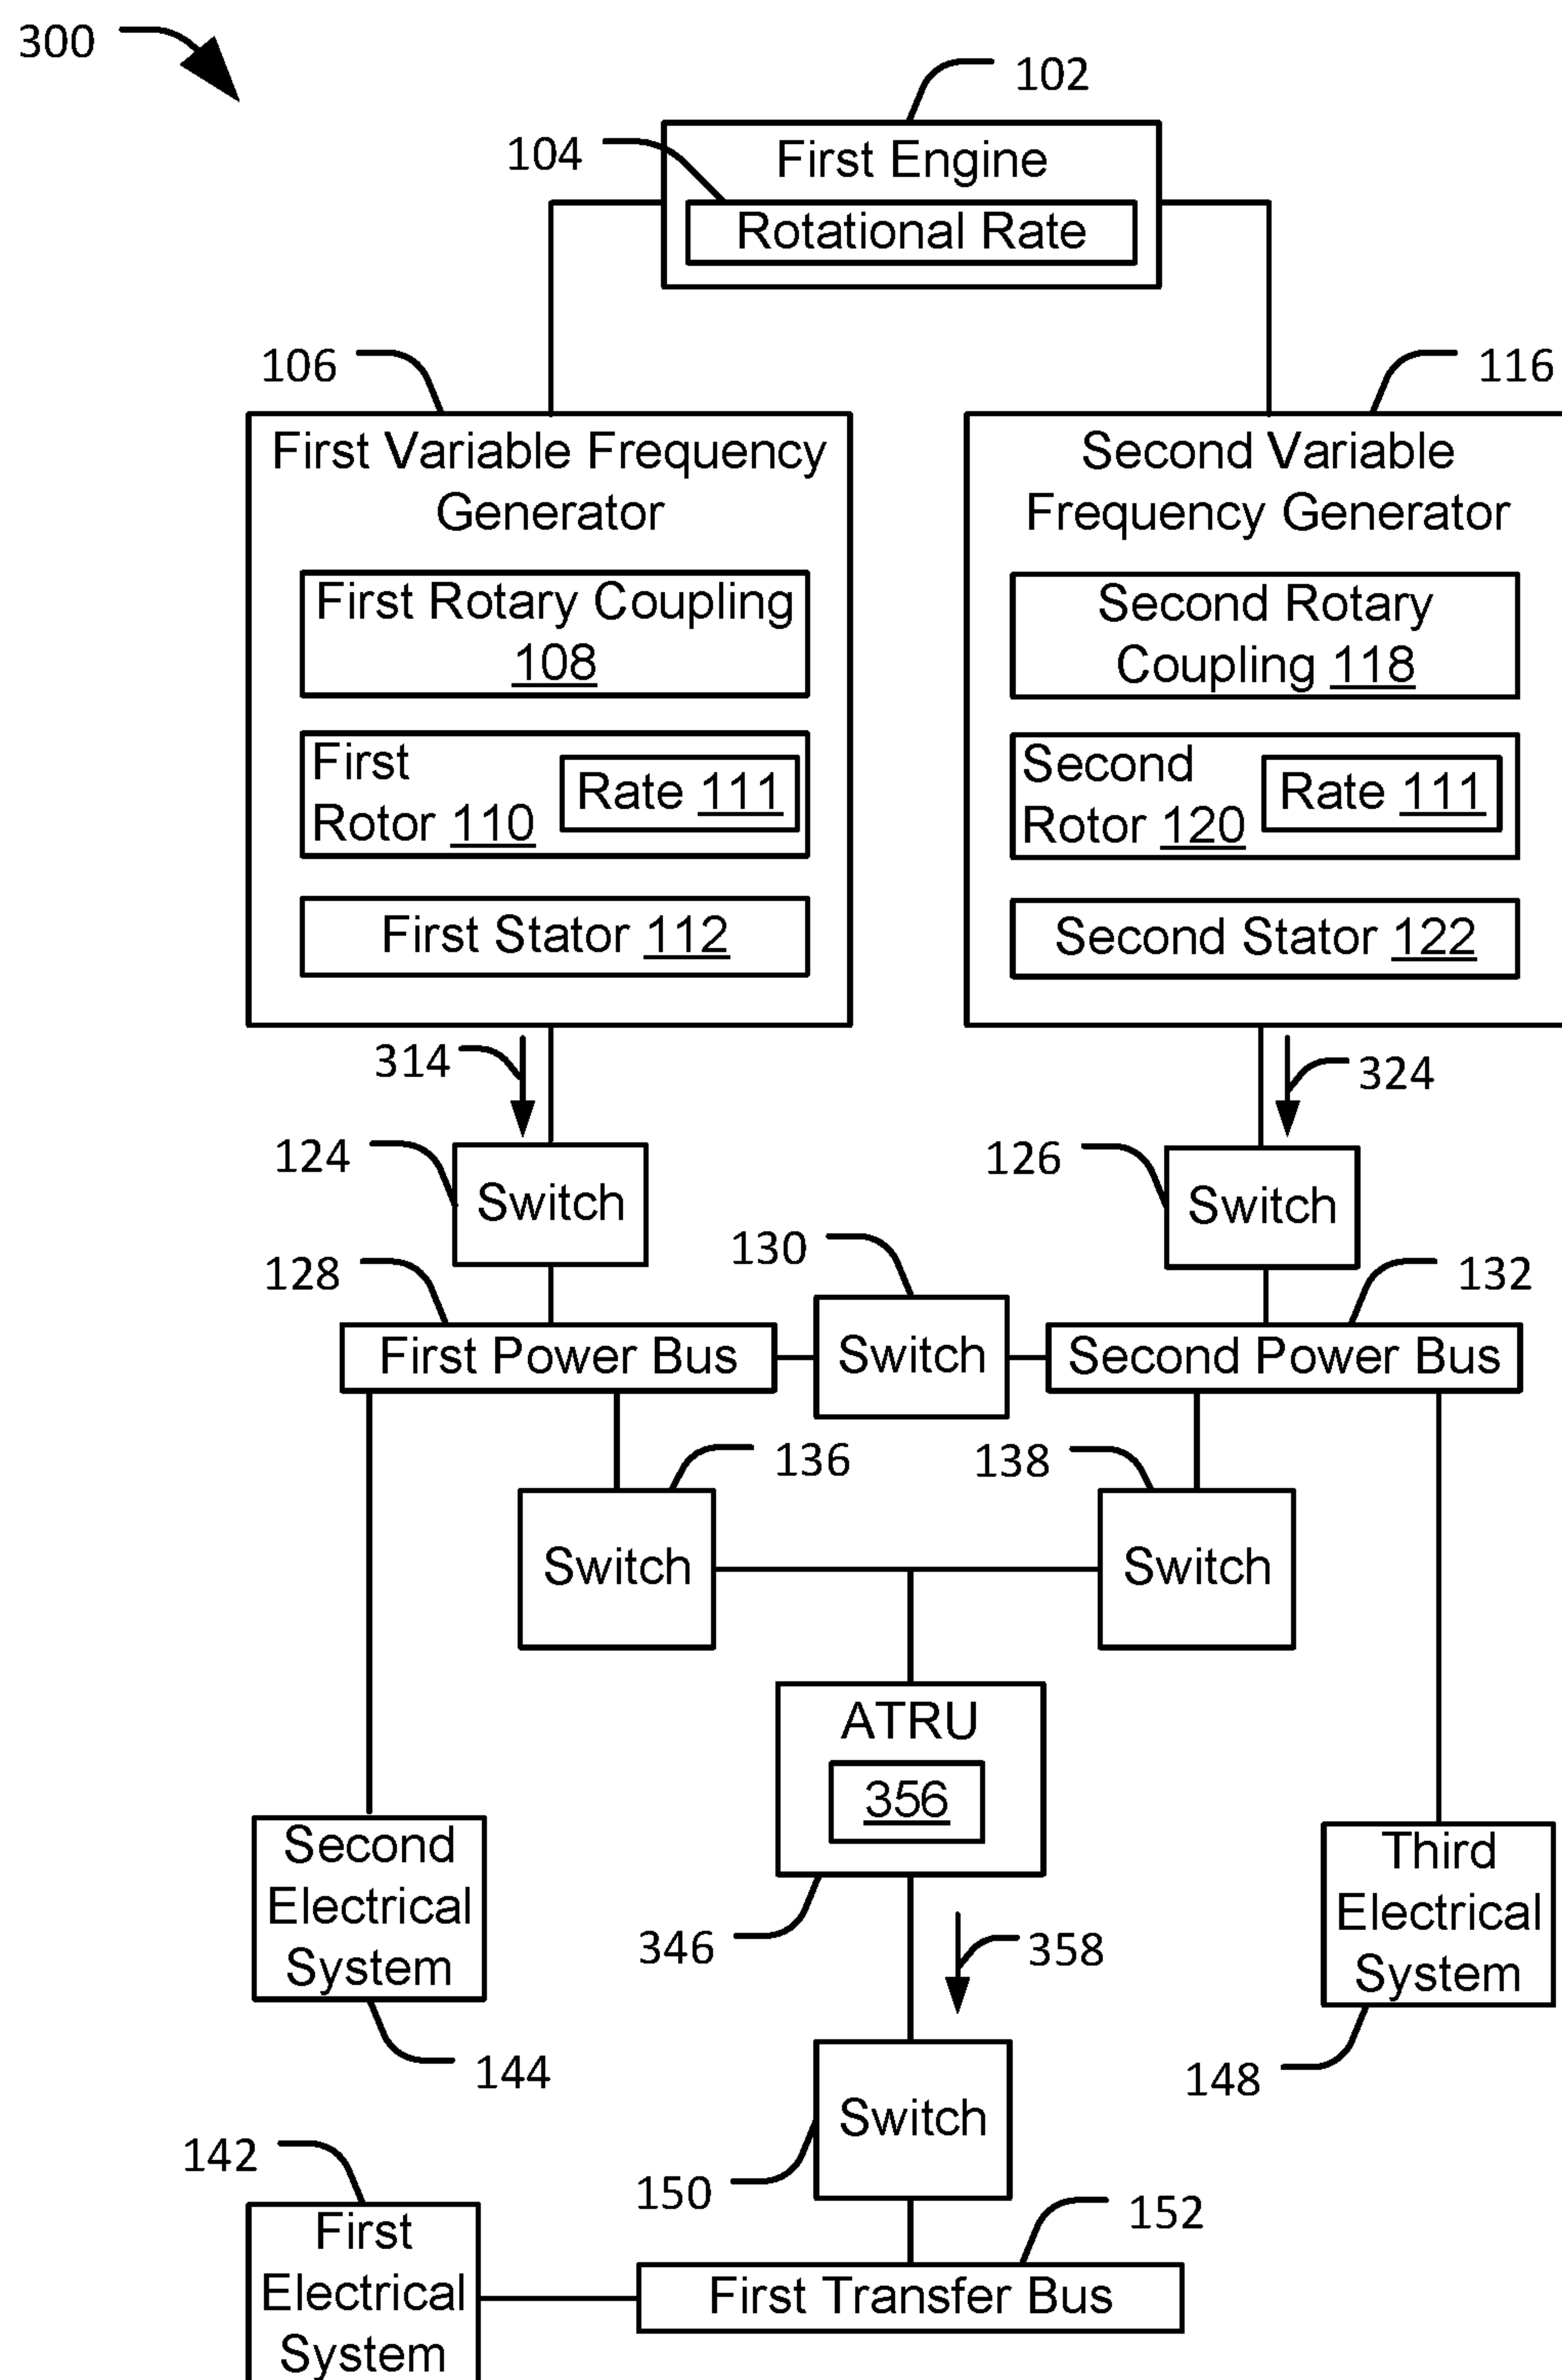 300
102
104
First Engine
Rotational Rate
106
116
First Variable Frequency
Generator
First Rotary Coupling
108
First
Rotor 110
Rate 111
First Stator 112
Second Variable
Frequency Generator
Second Rotary
Coupling 118
Second
Rotor 120
Rate 111
Second Stator 122
314
324
124
Switch
126
Switch
130
128
132
First Power Bus
Switch
Second Power Bus
136
138
Switch
Switch
ATRU
356
Second
Electrical
System
Third
Electrical
System
346
358
144
148
Switch
142
150
152
First
Electrical
System
First Transfer Bus